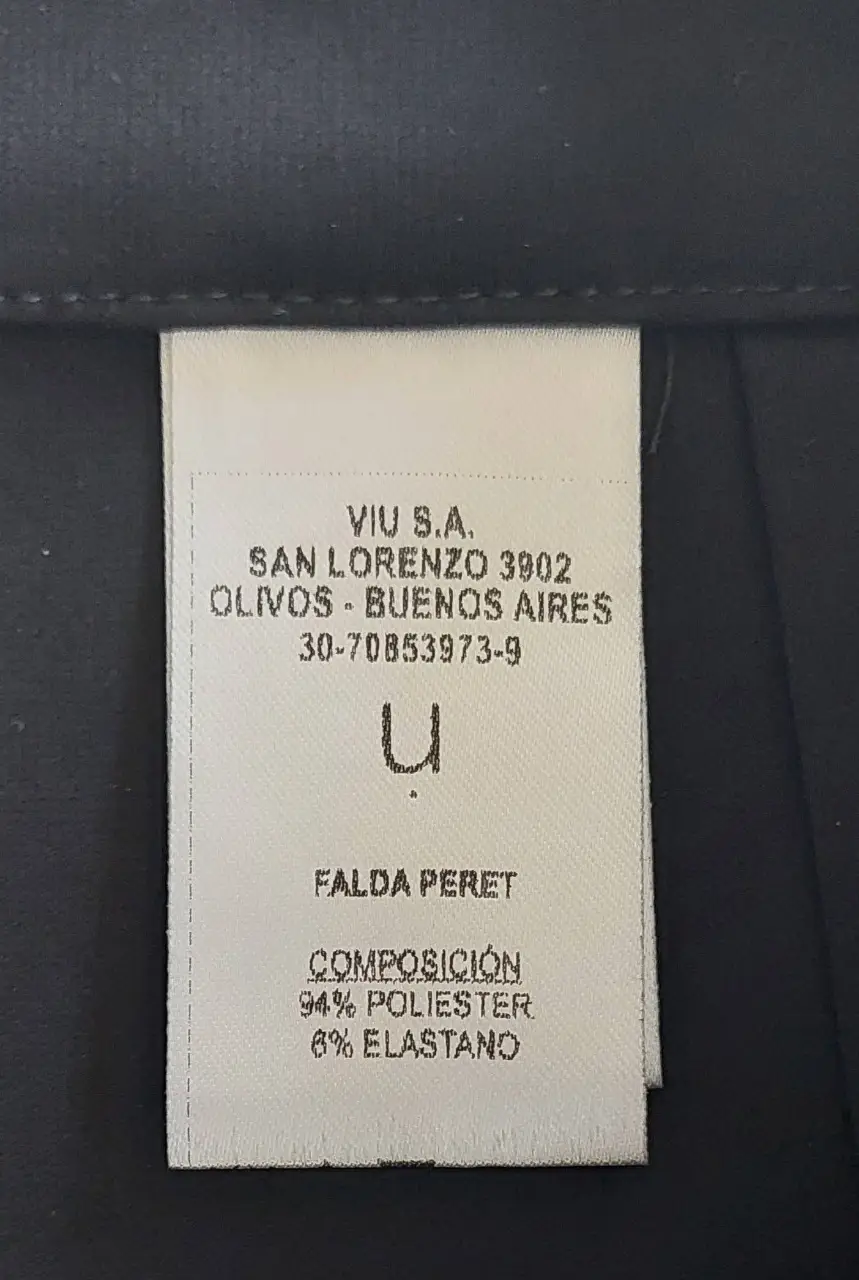 VIU S.A.
SAN LORENZO 3902
OLIVOS - BUENOS AIRES
30-70853973-9
u
FALDA PERET
COMPOSICIÓN
94% POLIESTER
6% ELASTANO